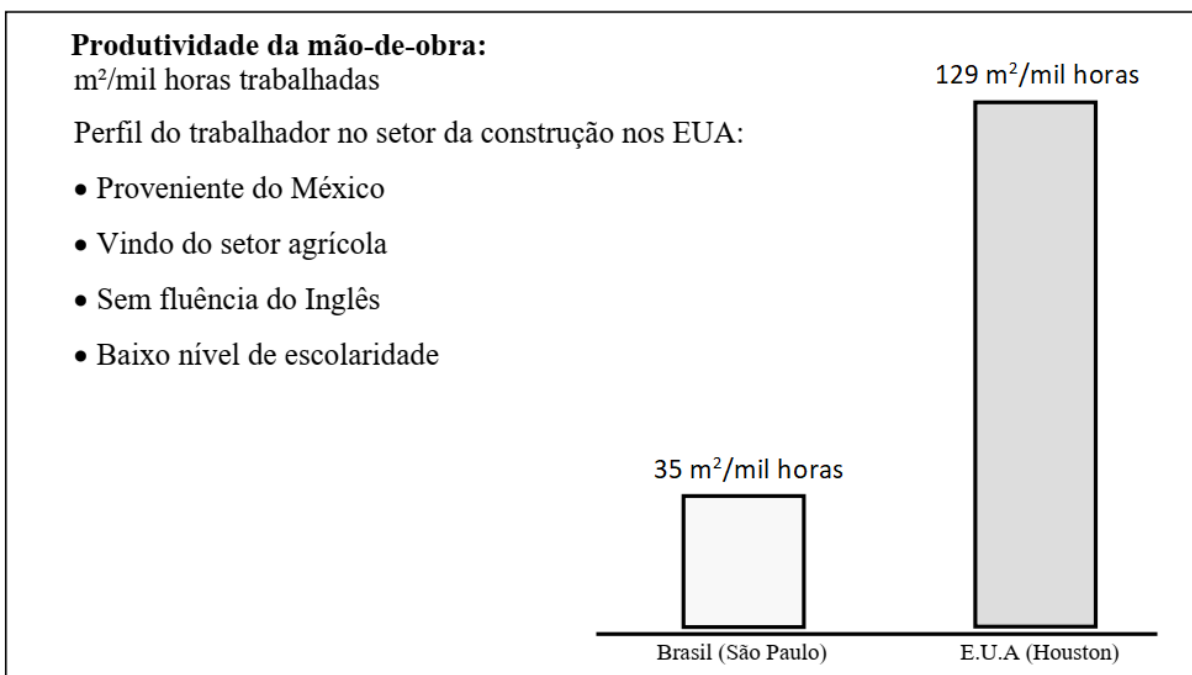 Produtividade da mão-de-obra:
m²/mil horas trabalhadas
129 m²/mil horas
Perfil do trabalhador no setor da construção nos EUA:
• Proveniente do México
• Vindo do setor agrícola
• Sem fluência do Inglês
• Baixo nível de escolaridade
35 m²/mil horas
Brasil (São Paulo)
E.U.A (Houston)